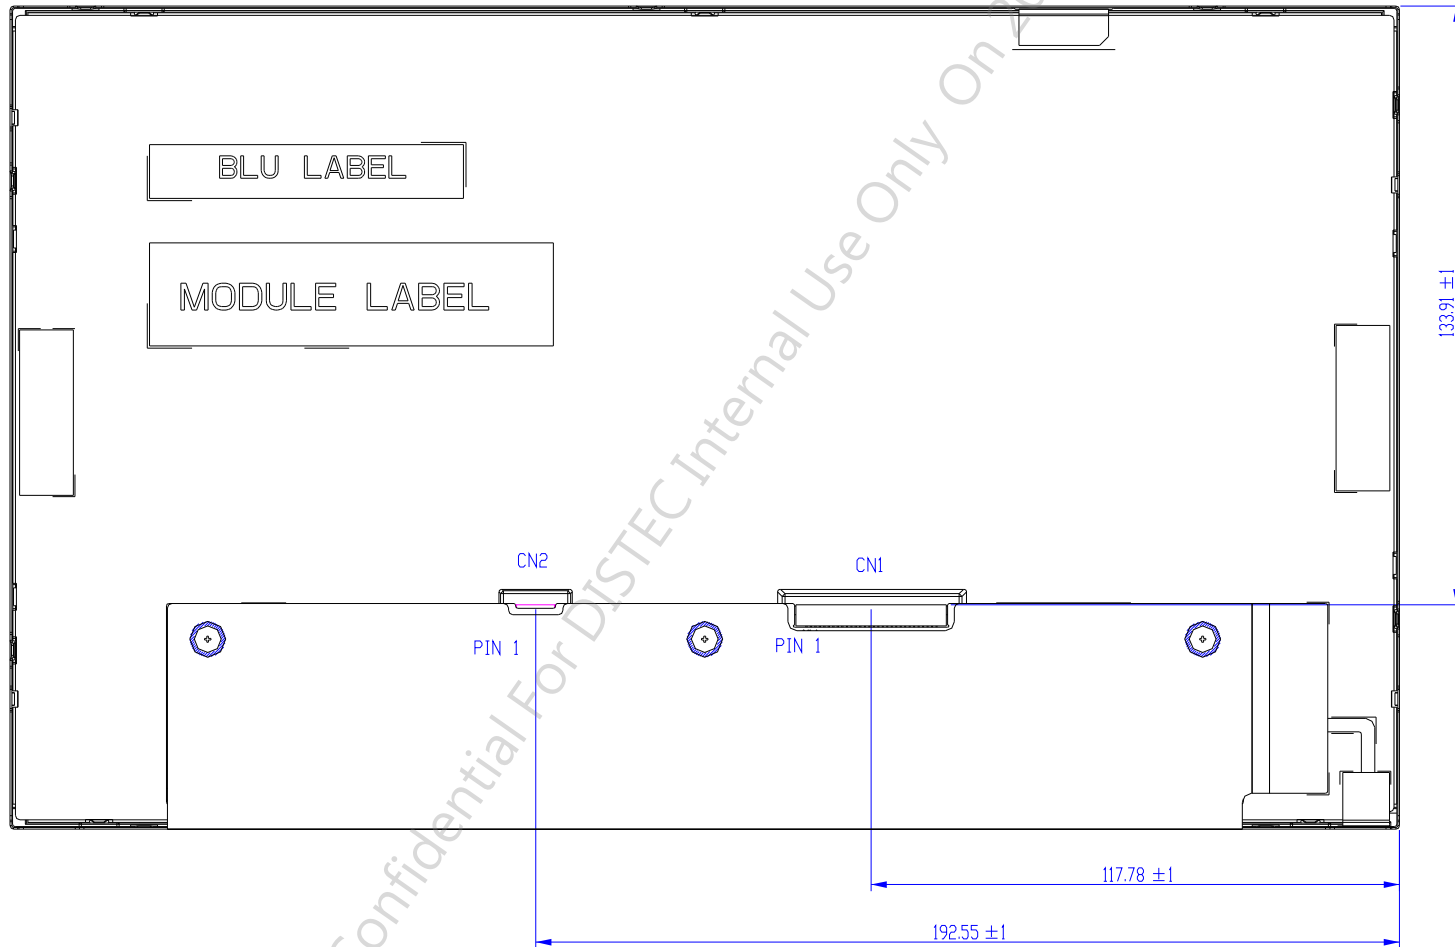 BLU LABEL
MODULE LABEL
133.91 ±1
CN2
CN1
PIN 1
PIN 1
117.78 ±1
192.55 ±1
Confidential For DISTEC Internal Use Only On